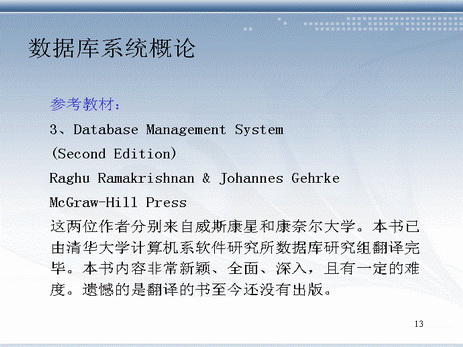 数据库系统概论
参考教材：
3、Database Management System
(Second Edition)
Raghu Ramakrishnan & Johannes Gehrke
McGraw-Hill Press
这两位作者分别来自威斯康星和康奈尔大学。本书已
由清华大学计算机系软件研究所数据库研究组翻译完
毕。本书内容非常新颖、全面、深入，且有一定的难
度。遗憾的是翻译的书至今还没有出版。
13